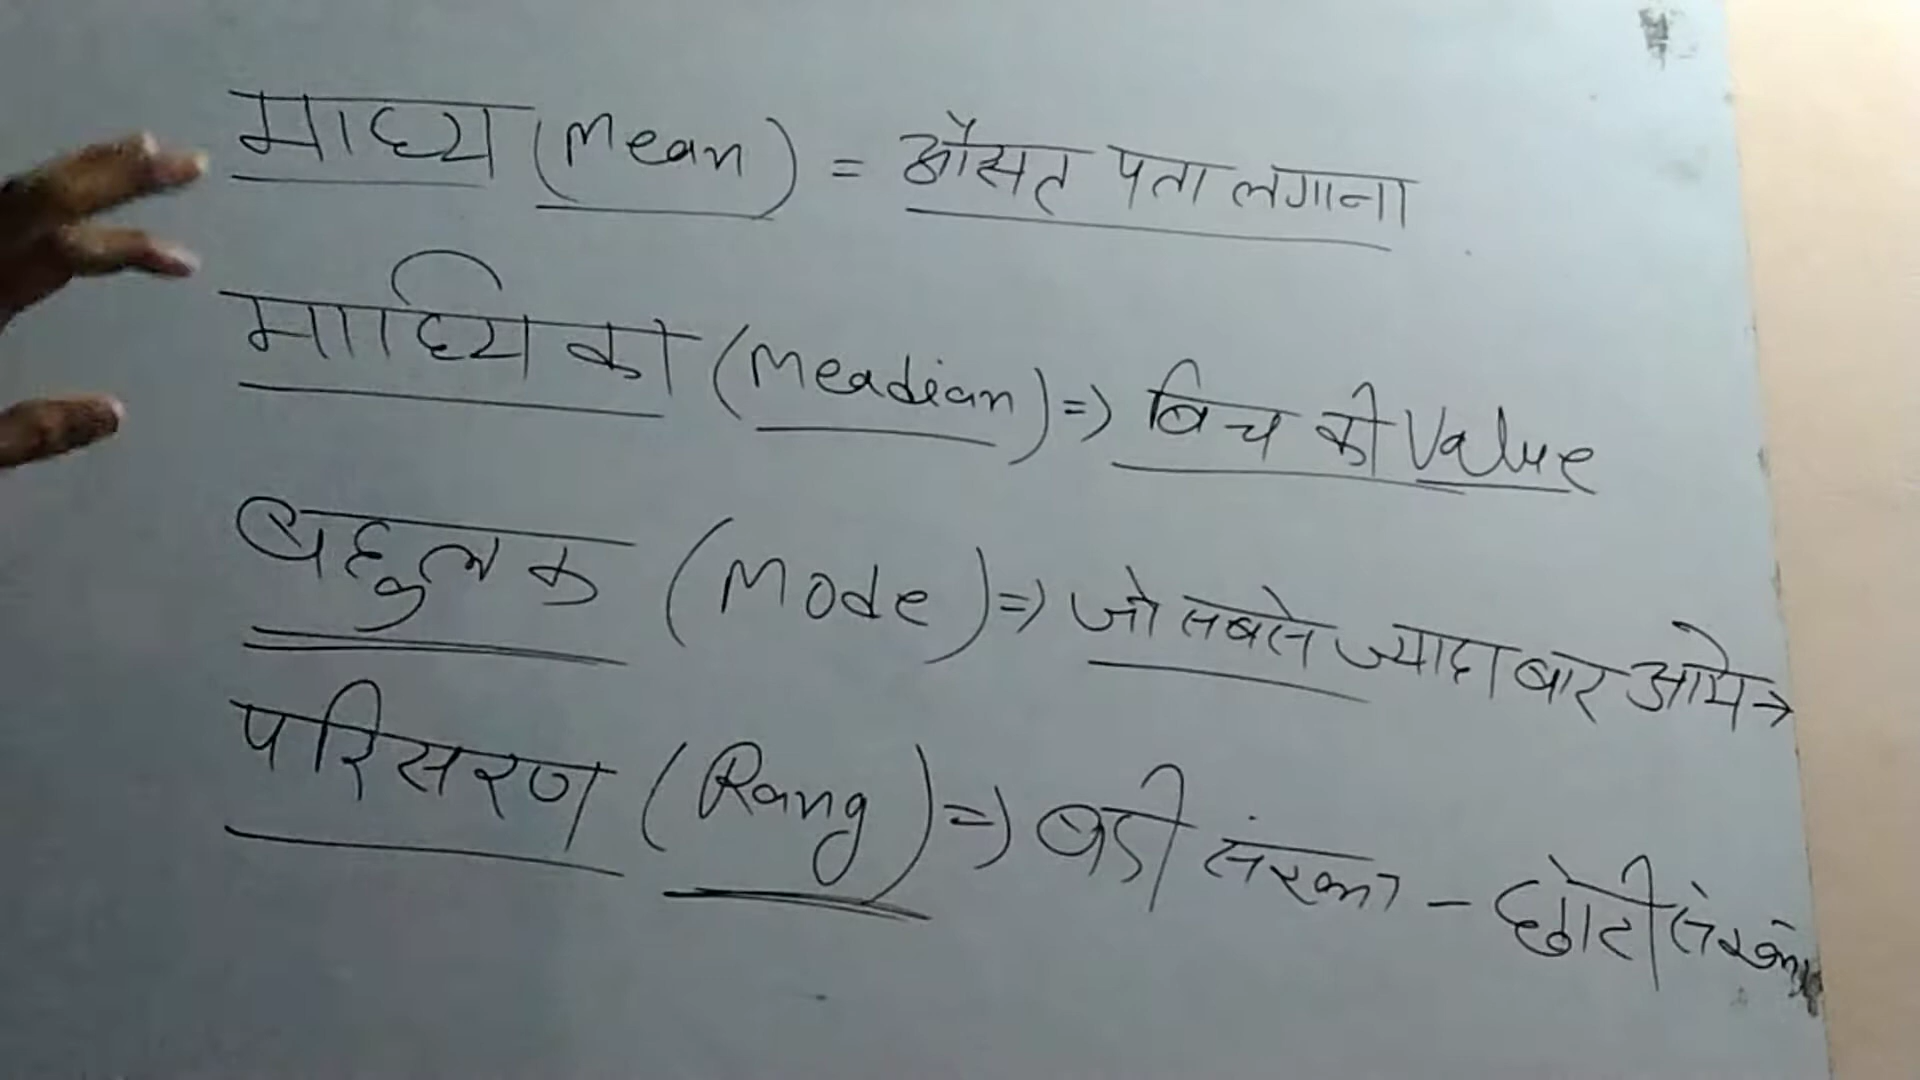 माध्य (Mean) = औसत पता लगाना
माध्यिका (Meadian) => बिच की Value
बहुलक (Mode) => जो सबसे ज्यादा बार आये →
परिसरण (Rang) => बडी संख्या - छोटी संख्या